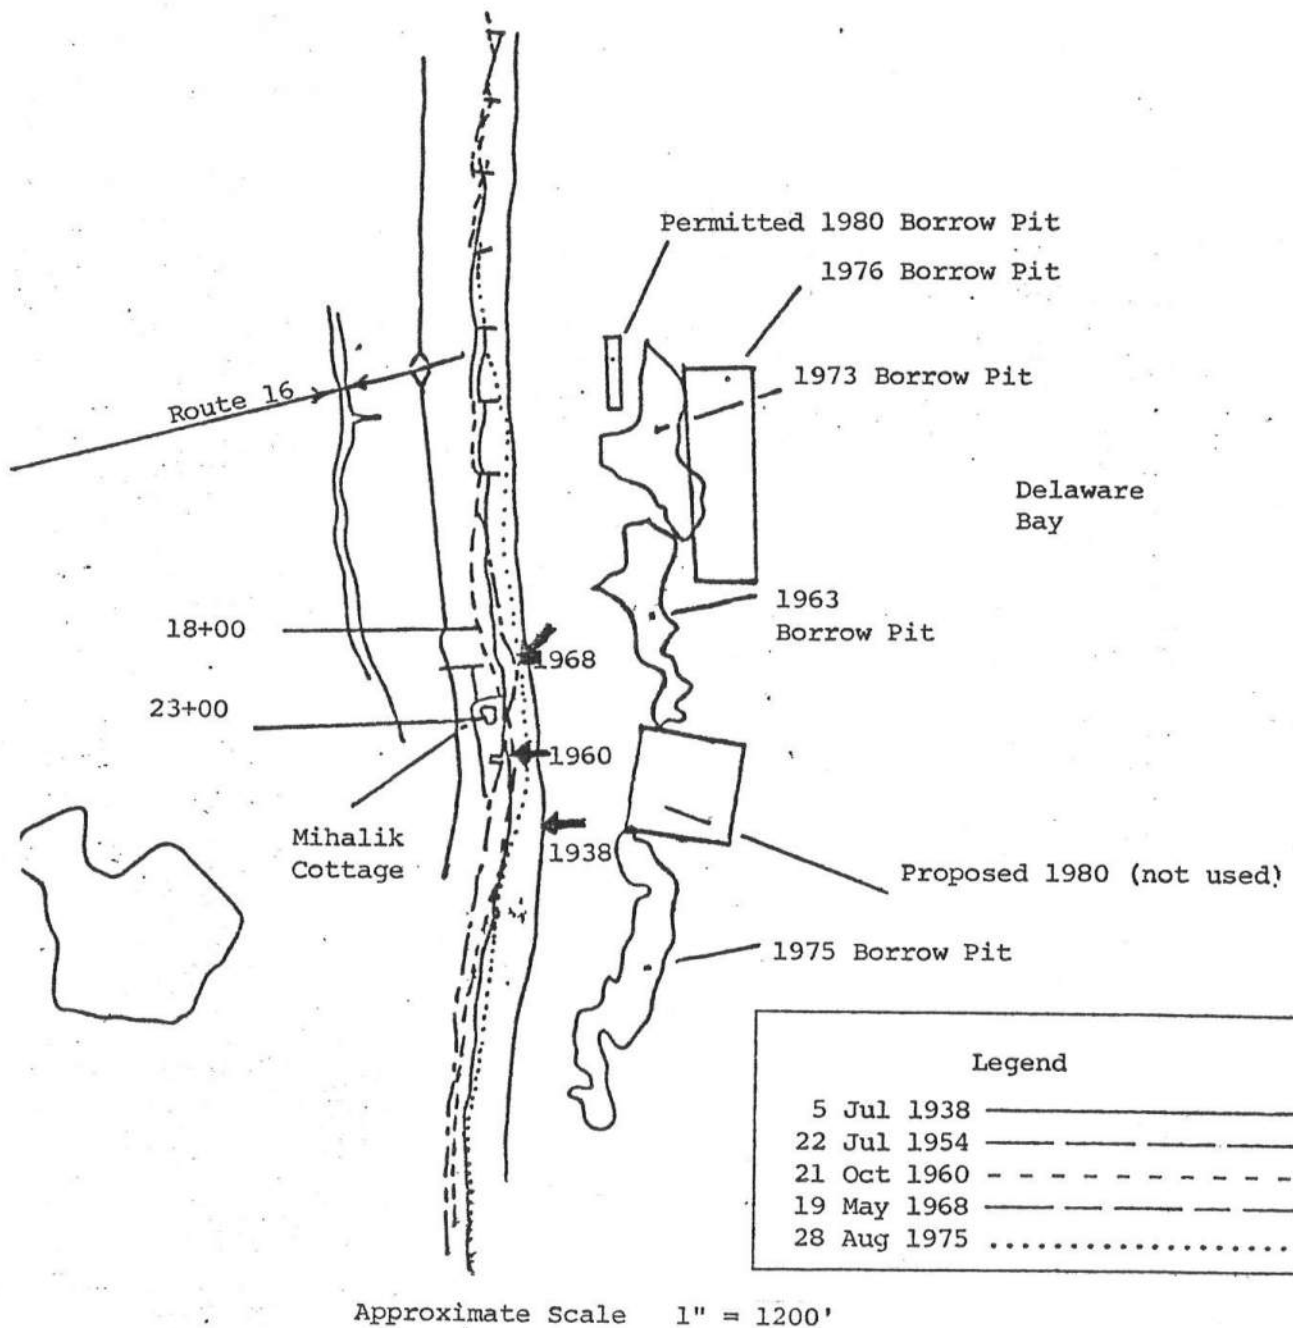 Permitted 1980 Borrow Pit
1976 Borrow Pit
1973 Borrow Pit
Route 16
Delaware
Bay
1963
Borrow Pit
18+00
1968
23+00
1960
Mihalik
Cottage
1938
Proposed 1980 (not used)
1975 Borrow Pit
Legend
5 Jul 1938
22 Jul 1954
21 Oct 1960
19 May 1968
28 Aug 1975
Approximate Scale 1" = 1200'